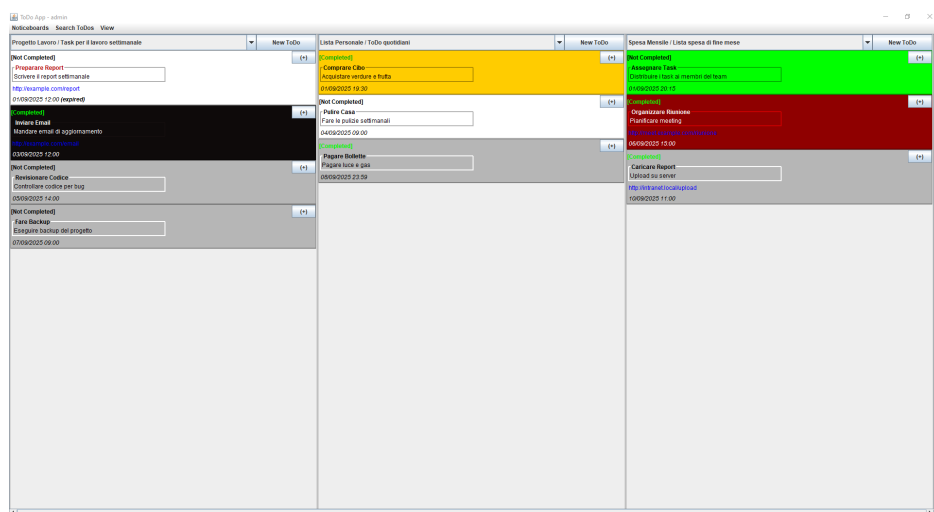 ToDo App - admin
Noticeboards Search ToDos View
Progetto Lavoro / Task per il lavoro settimanale
New ToDo
[Not Completed]
(+)
Preparare Report
Scrivere il report settimanale
http://example.com/report
01/09/2025 12:00 (expired)
[Completed]
(+)
Inviare Email
Mandare email di aggiornamento
03/09/2025 12:00
[Not Completed]
(+)
Revisionare Codice
Controllare codice per bug
05/09/2025 14:00
[Not Completed]
(+)
Fare Backup
Eseguire backup del progetto
07/09/2025 09:00
Lista Personale / ToDo quotidiani
New ToDo
[Completed]
(+)
Comprare Cibo
Acquistare verdure e frutta
01/09/2025 19:30
[Not Completed]
(+)
Pulire Casa
Fare le pulizie settimanali
04/09/2025 09:00
[Completed]
(+)
Pagare Bollette
Pagare luce e gas
08/09/2025 23:59
Spesa Mensile / Lista spesa di fine mese
New ToDo
[Not Completed]
(+)
Assegnare Task
Distribuire i task ai membri del team
01/09/2025 20:15
[Completed]
(+)
Organizzare Riunione
Pianificare meeting
06/09/2025 15:00
[Completed]
(+)
Caricare Report
Upload su server
http://intranet.local/upload
10/09/2025 11:00